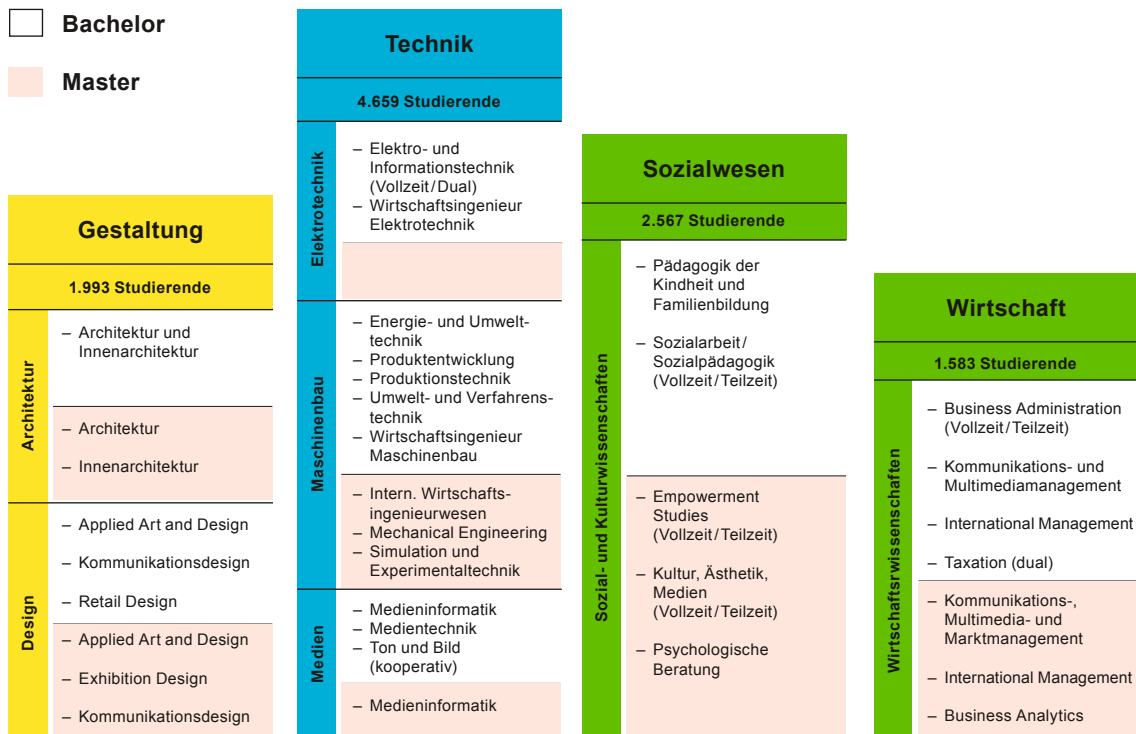 Bachelor
Master
Gestaltung
1.993 Studierende
Architektur
– Architektur und
Innenarchitektur
– Architektur
– Innenarchitektur
Design
– Applied Art and Design
– Kommunikationsdesign
– Retail Design
– Applied Art and Design
– Exhibition Design
– Kommunikationsdesign
Technik
4.659 Studierende
Elektrotechnik
– Elektro- und
Informationstechnik
(Vollzeit/Dual)
– Wirtschaftsingenieur
Elektrotechnik
Maschinenbau
– Energie- und Umwelt-
technik
– Produktentwicklung
– Produktionstechnik
– Umwelt- und Verfahrens-
technik
– Wirtschaftsingenieur
Maschinenbau
– Intern. Wirtschafts-
ingenieurwesen
– Mechanical Engineering
– Simulation und
Experimentaltechnik
Medien
– Medieninformatik
– Medientechnik
– Ton und Bild
(kooperativ)
– Medieninformatik
Sozialwesen
2.567 Studierende
Sozial- und Kulturwissenschaften
– Pädagogik der
Kindheit und
Familienbildung
– Sozialarbeit/
Sozialpädagogik
(Vollzeit/Teilzeit)
– Empowerment
Studies
(Vollzeit/Teilzeit)
– Kultur, Ästhetik,
Medien
(Vollzeit/Teilzeit)
– Psychologische
Beratung
Wirtschaft
1.583 Studierende
Wirtschaftsrwissenschaften
– Business Administration
(Vollzeit/Teilzeit)
– Kommunikations- und
Multimediamanagement
– International Management
– Taxation (dual)
– Kommunikations-,
Multimedia- und
Marktmanagement
– International Management
– Business Analytics